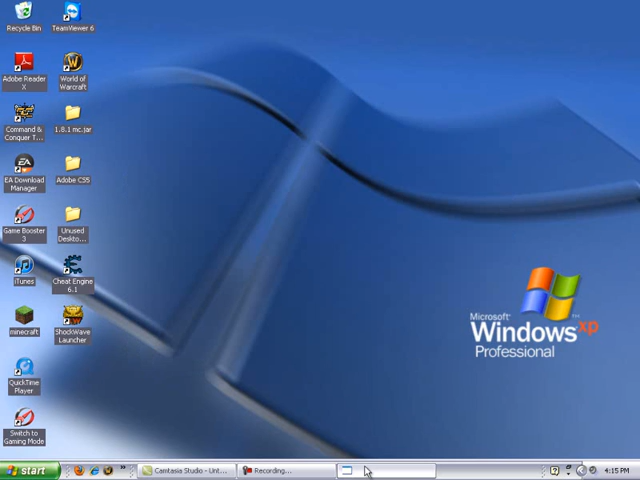 Recycle Bin
TeamViewer 6
Adobe Reader
X
World of
Warcraft
Command &
Conquer T...
1.8.1 mc.jar
EA Download
Manager
Adobe CS5
Game Booster
3
Unused
Deskto...
iTunes
Cheat Engine
6.1
minecraft
ShockWave
Launcher
QuickTime
Player
Switch to
Gaming Mode
Microsoft®
Windows xp
Professional
start
Camtasia Studio - Unt...
Recording...
4:15 PM